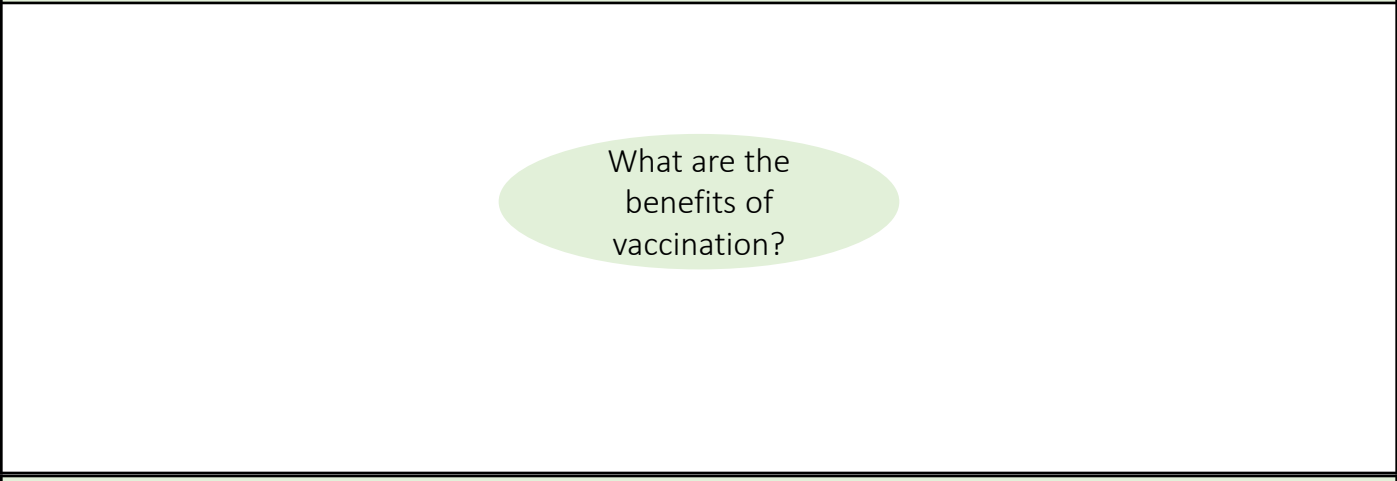 What are the
benefits of
vaccination?